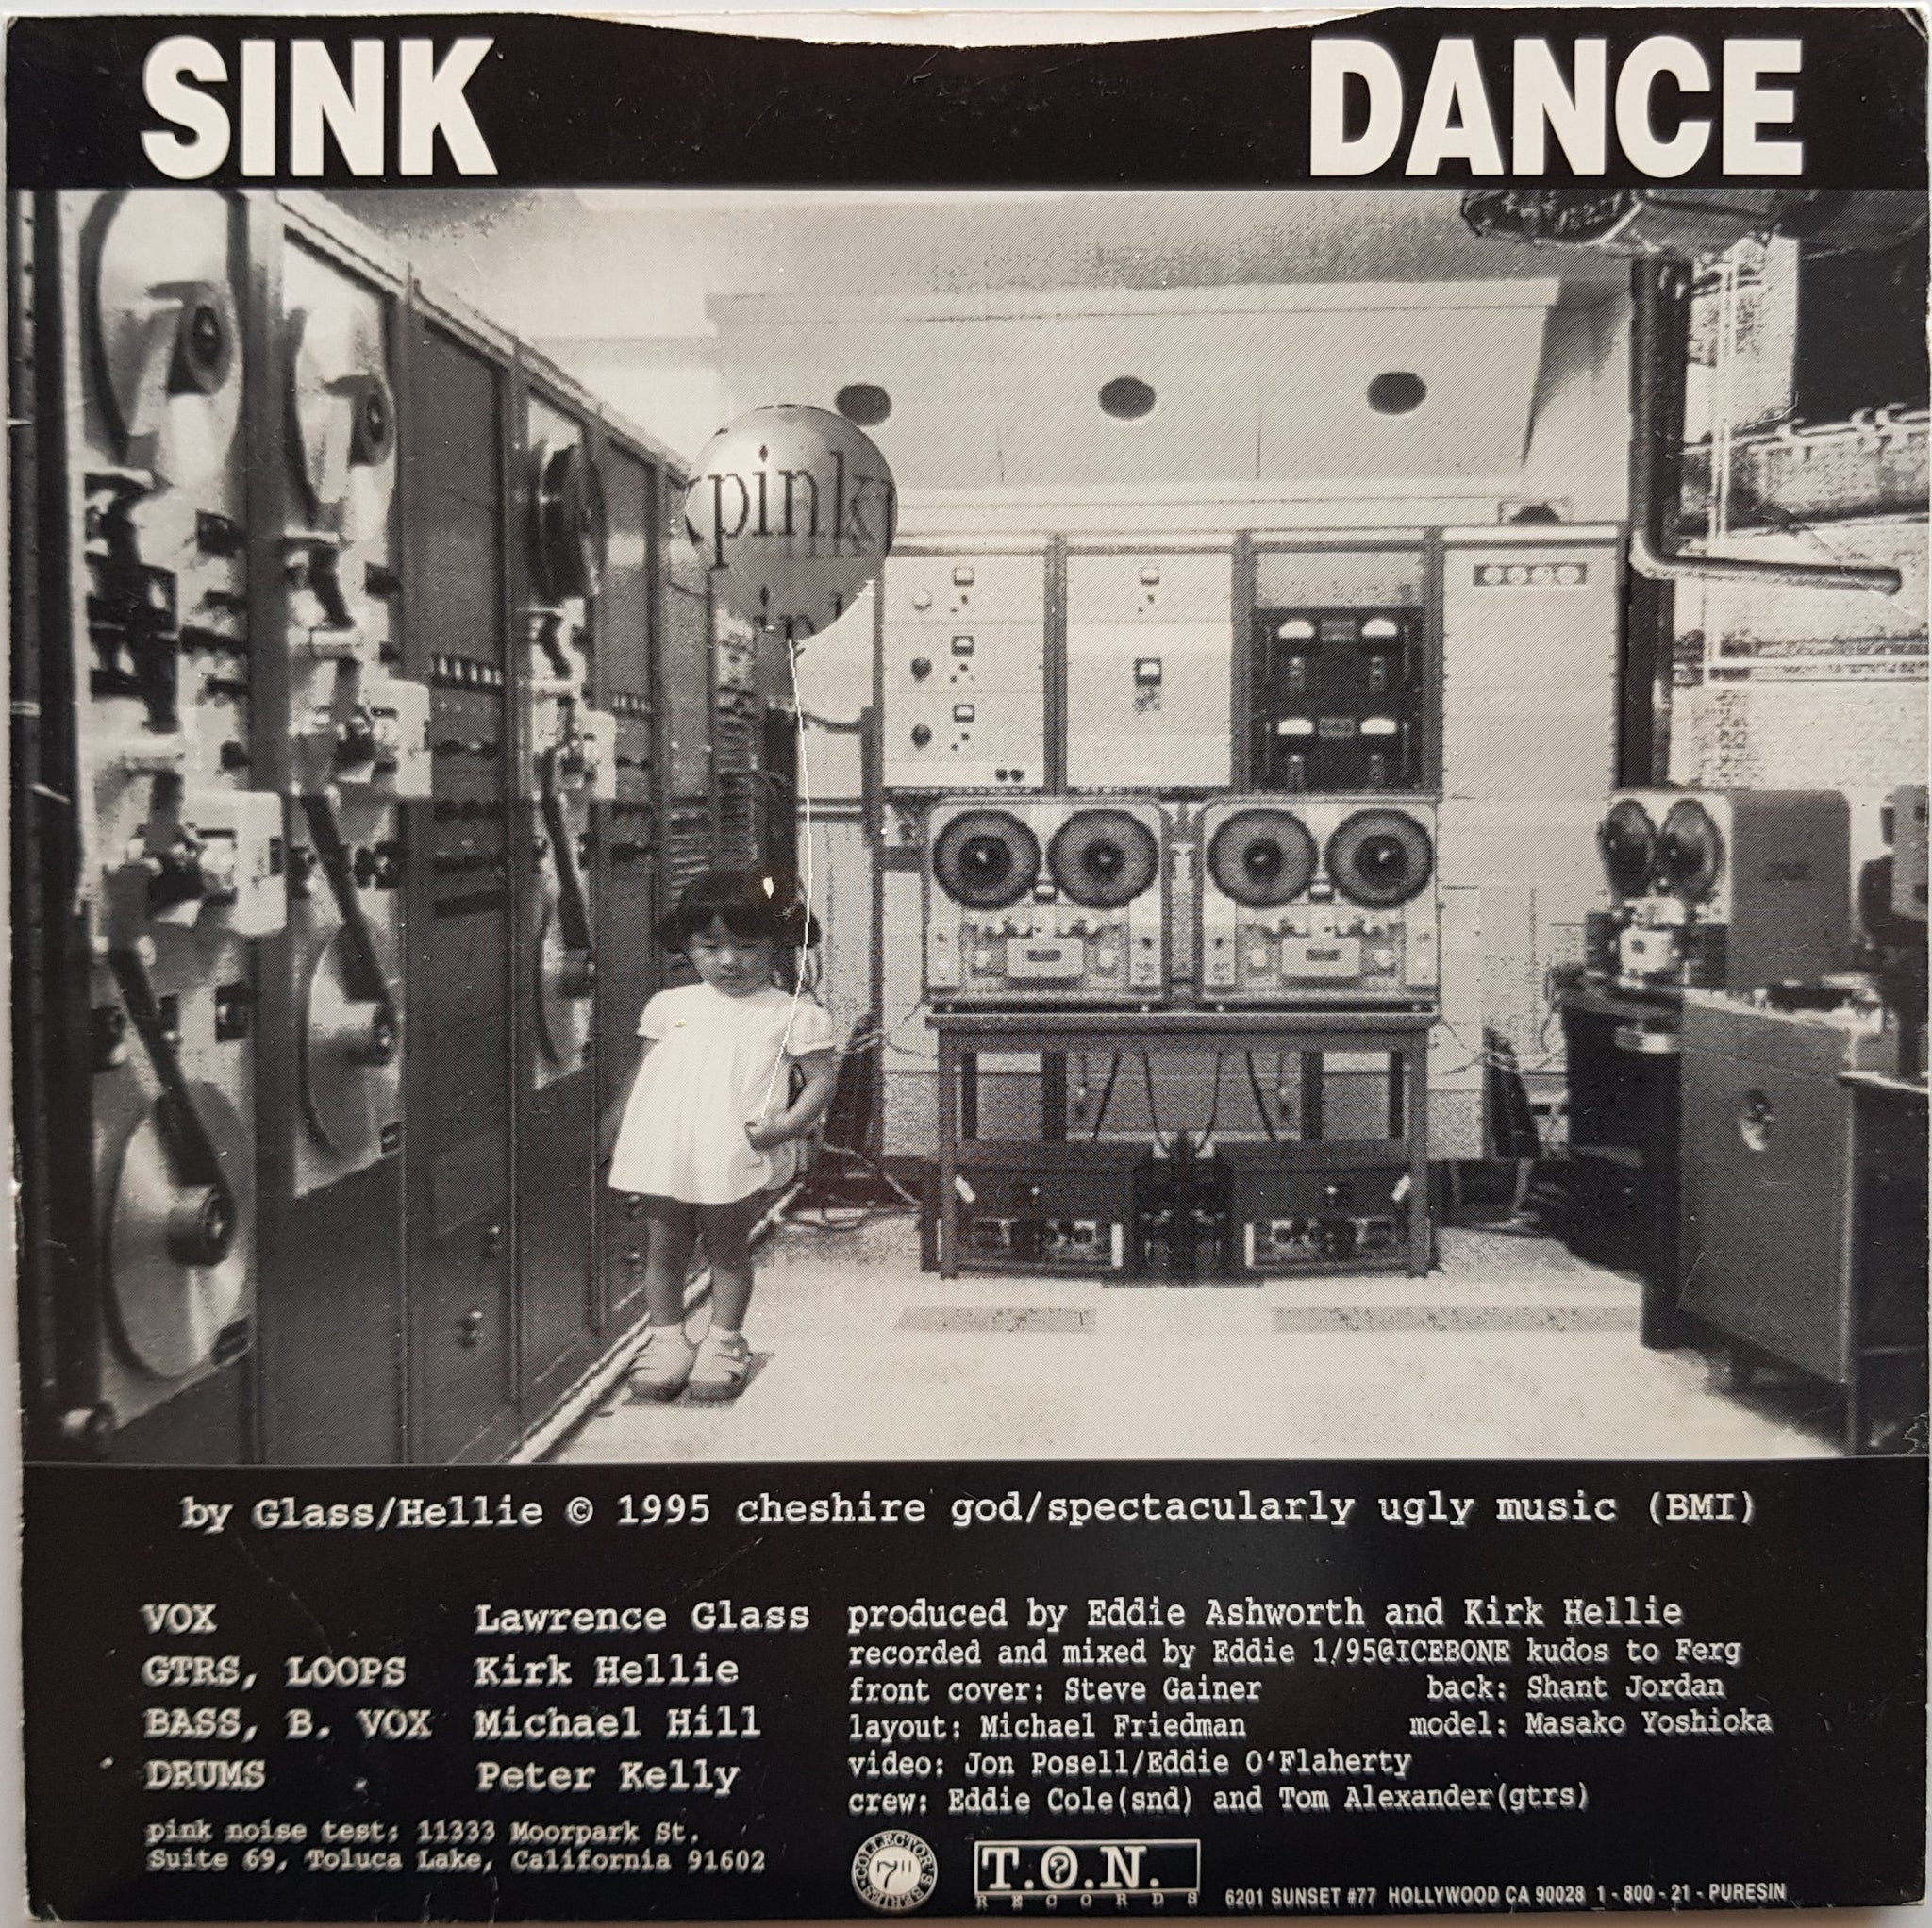 SINK DANCE
pink
by Glass/Hellie © 1995 cheshire god/spectacularly ugly music (BMI)
VOX Lawrence Glass
GTRS, LOOPS Kirk Hellie
BASS, B. VOX Michael Hill
DRUMS Peter Kelly
pink noise test: 11333 Moorpark St.
Suite 69, Toluca Lake, California 91602
produced by Eddie Ashworth and Kirk Hellie
recorded and mixed by Eddie 1/95@ICEBONE kudos to Ferg
front cover: Steve Gainer back: Shant Jordan
layout: Michael Friedman model: Masako Yoshioka
video: Jon Posell/Eddie O'Flaherty
crew: Eddie Cole(snd) and Tom Alexander(gtrs)
COLLECTOR'S SERIES
7"
T.O.N.
RECORDS
6201 SUNSET #77 HOLLYWOOD CA 90028 1-800-21-PURESIN